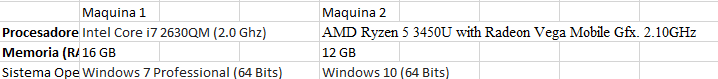 Maquina 1 Maquina 2
Procesadore Intel Core i7 2630QM (2.0 Ghz) AMD Ryzen 5 3450U with Radeon Vega Mobile Gfx. 2.10GHz
Memoria (RA 16 GB 12 GB
Sistema Ope Windows 7 Professional (64 Bits) Windows 10 (64 Bits)